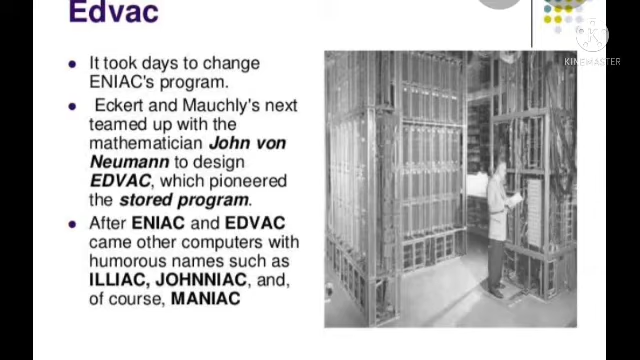 Edvac
KINEMASTER
• It took days to change
ENIAC's program.
• Eckert and Mauchly's next
teamed up with the
mathematician John von
Neumann to design
EDVAC, which pioneered
the stored program.
• After ENIAC and EDVAC
came other computers with
humorous names such as
ILLIAC, JOHNNIAC, and,
of course, MANIAC